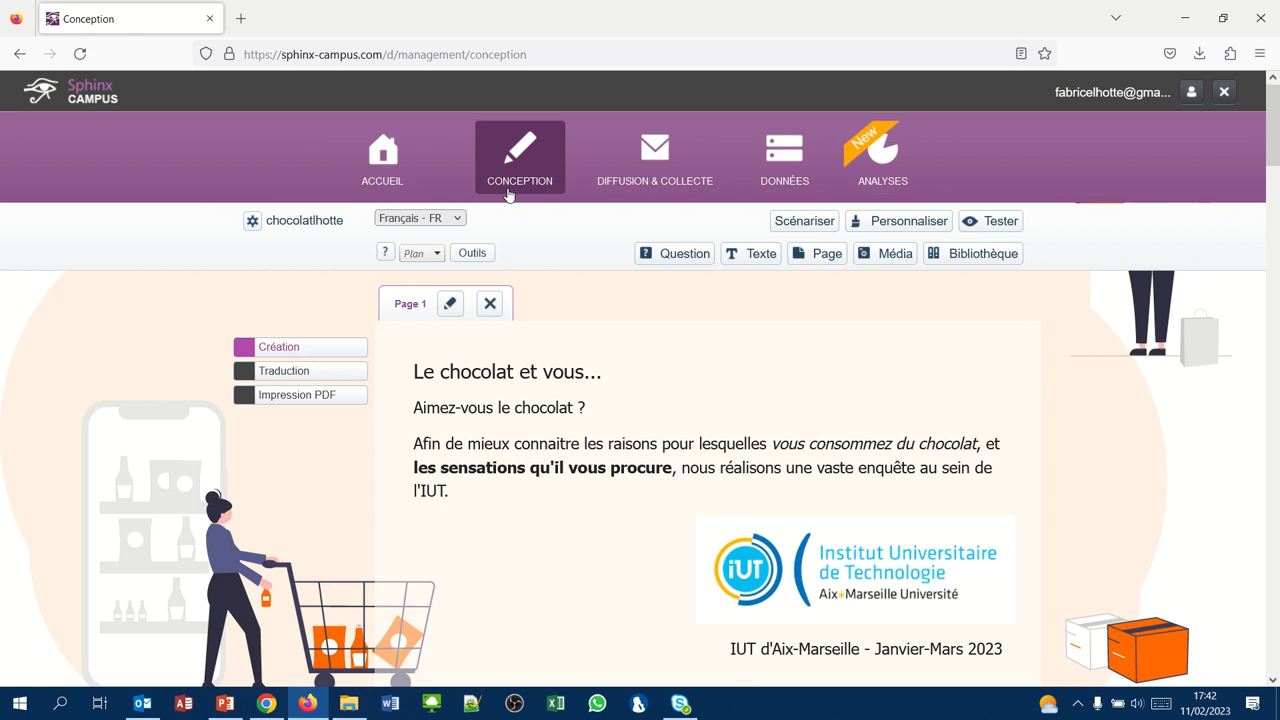 Conception
https://sphinx-campus.com/d/management/conception
Sphinx
CAMPUS
fabricelhotte@gma...
New
ACCUEIL
CONCEPTION
DIFFUSION & COLLECTE
DONNÉES
ANALYSES
chocolatlhotte
Français - FR
Scénariser
Personnaliser
Tester
?
Plan
Outils
? Question
T Texte
Page
Média
Bibliothèque
Page 1
Création
Traduction
Impression PDF
Le chocolat et vous...
Aimez-vous le chocolat ?
Afin de mieux connaitre les raisons pour lesquelles vous consommez du chocolat, et
les sensations qu'il vous procure, nous réalisons une vaste enquête au sein de
l'IUT.
iUT
Institut Universitaire
de Technologie
Aix*Marseille Université
IUT d'Aix-Marseille - Janvier-Mars 2023
17:42
11/02/2023